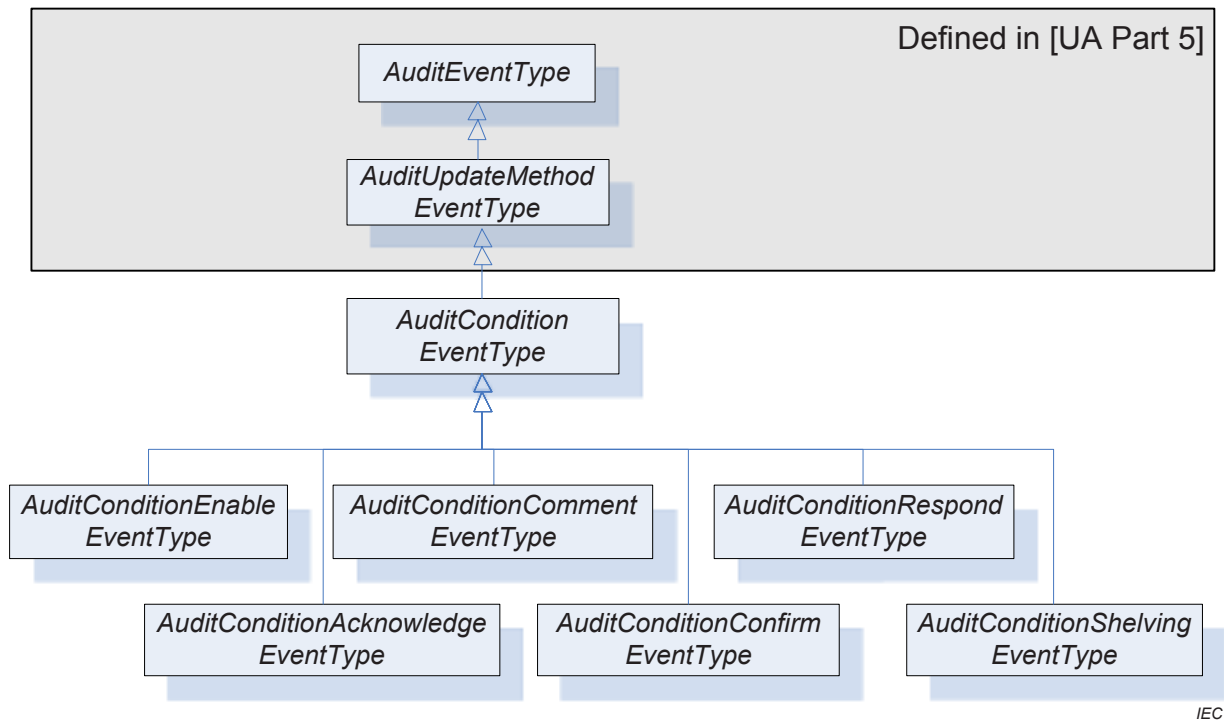 Defined in [UA Part 5]
AuditEventType
AuditUpdateMethod
EventType
AuditCondition
EventType
AuditConditionEnable
EventType
AuditConditionComment
EventType
AuditConditionRespond
EventType
AuditConditionAcknowledge
EventType
AuditConditionConfirm
EventType
AuditConditionShelving
EventType
IEC